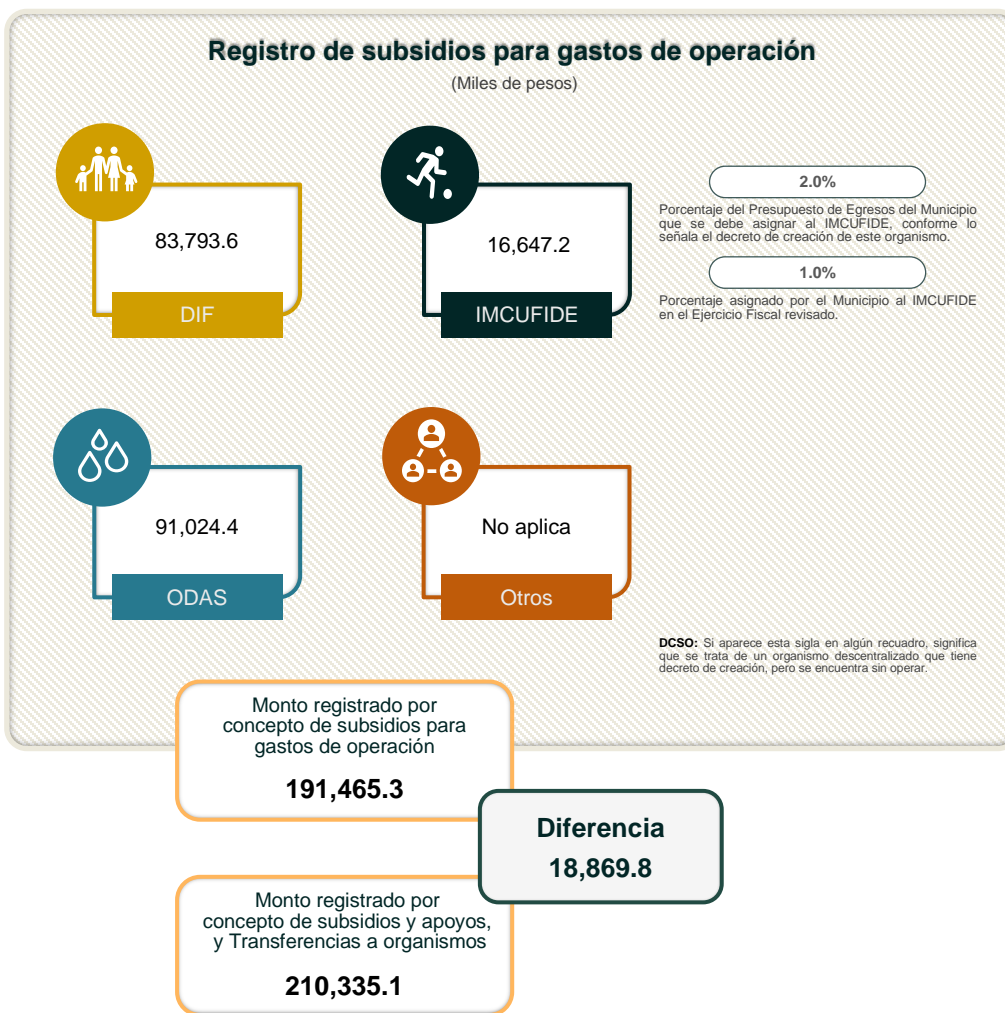 Registro de subsidios para gastos de operación
(Miles de pesos)
83,793.6
DIF
16,647.2
IMCUFIDE
2.0%
Porcentaje del Presupuesto de Egresos del Municipio
que se debe asignar al IMCUFIDE, conforme lo
señala el decreto de creación de este organismo.
1.0%
Porcentaje asignado por el Municipio al IMCUFIDE
en el Ejercicio Fiscal revisado.
91,024.4
ODAS
No aplica
Otros
DCSO: Si aparece esta sigla en algún recuadro, significa
que se trata de un organismo descentralizado que tiene
decreto de creación, pero se encuentra sin operar.
Monto registrado por
concepto de subsidios para
gastos de operación
191,465.3
Diferencia
18,869.8
Monto registrado por
concepto de subsidios y apoyos,
y Transferencias a organismos
210,335.1